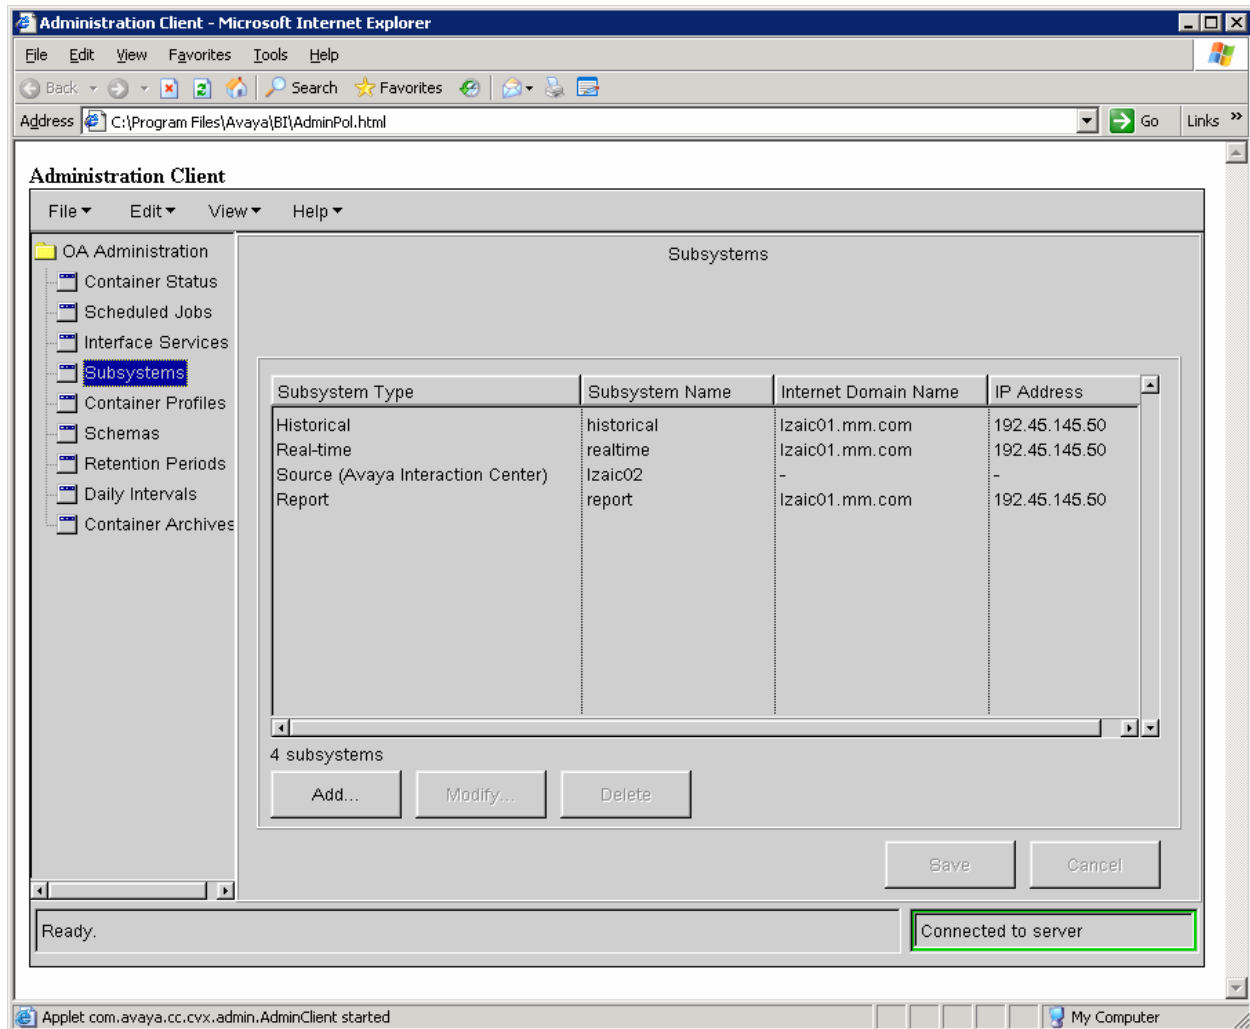 Administration Client - Microsoft Internet Explorer
File Edit View Favorites Tools Help
Back Search Favorites
Address C:\Program Files\Avaya\BI\AdminPol.html Go Links »
Administration Client
File Edit View Help
OA Administration
Container Status
Scheduled Jobs
Interface Services
Subsystems
Container Profiles
Schemas
Retention Periods
Daily Intervals
Container Archives
Subsystems
Subsystem Type Subsystem Name Internet Domain Name IP Address
Historical historical lzaic01.mm.com 192.45.145.50
Real-time realtime lzaic01.mm.com 192.45.145.50
Source (Avaya Interaction Center) lzaic02 - -
Report report lzaic01.mm.com 192.45.145.50
4 subsystems
Add... Modify... Delete
Save Cancel
Ready. Connected to server
Applet com.avaya.cc.cvx.admin.AdminClient started My Computer